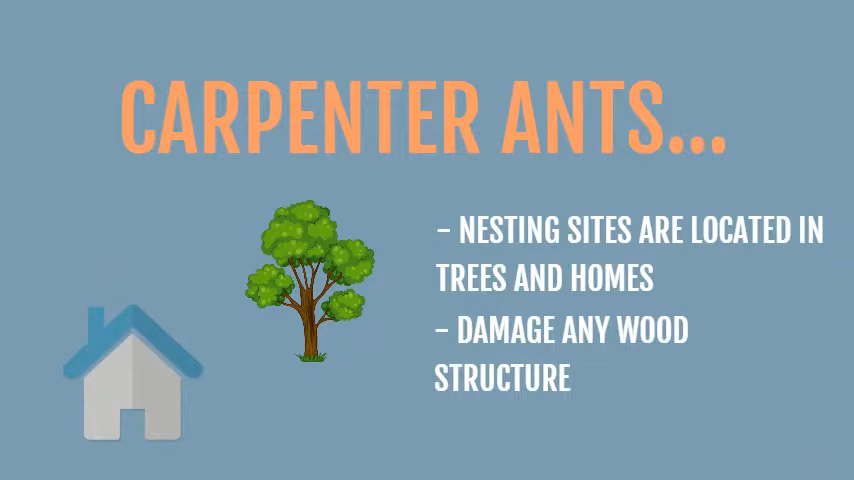 CARPENTER ANTS...
- NESTING SITES ARE LOCATED IN
TREES AND HOMES
- DAMAGE ANY WOOD
STRUCTURE